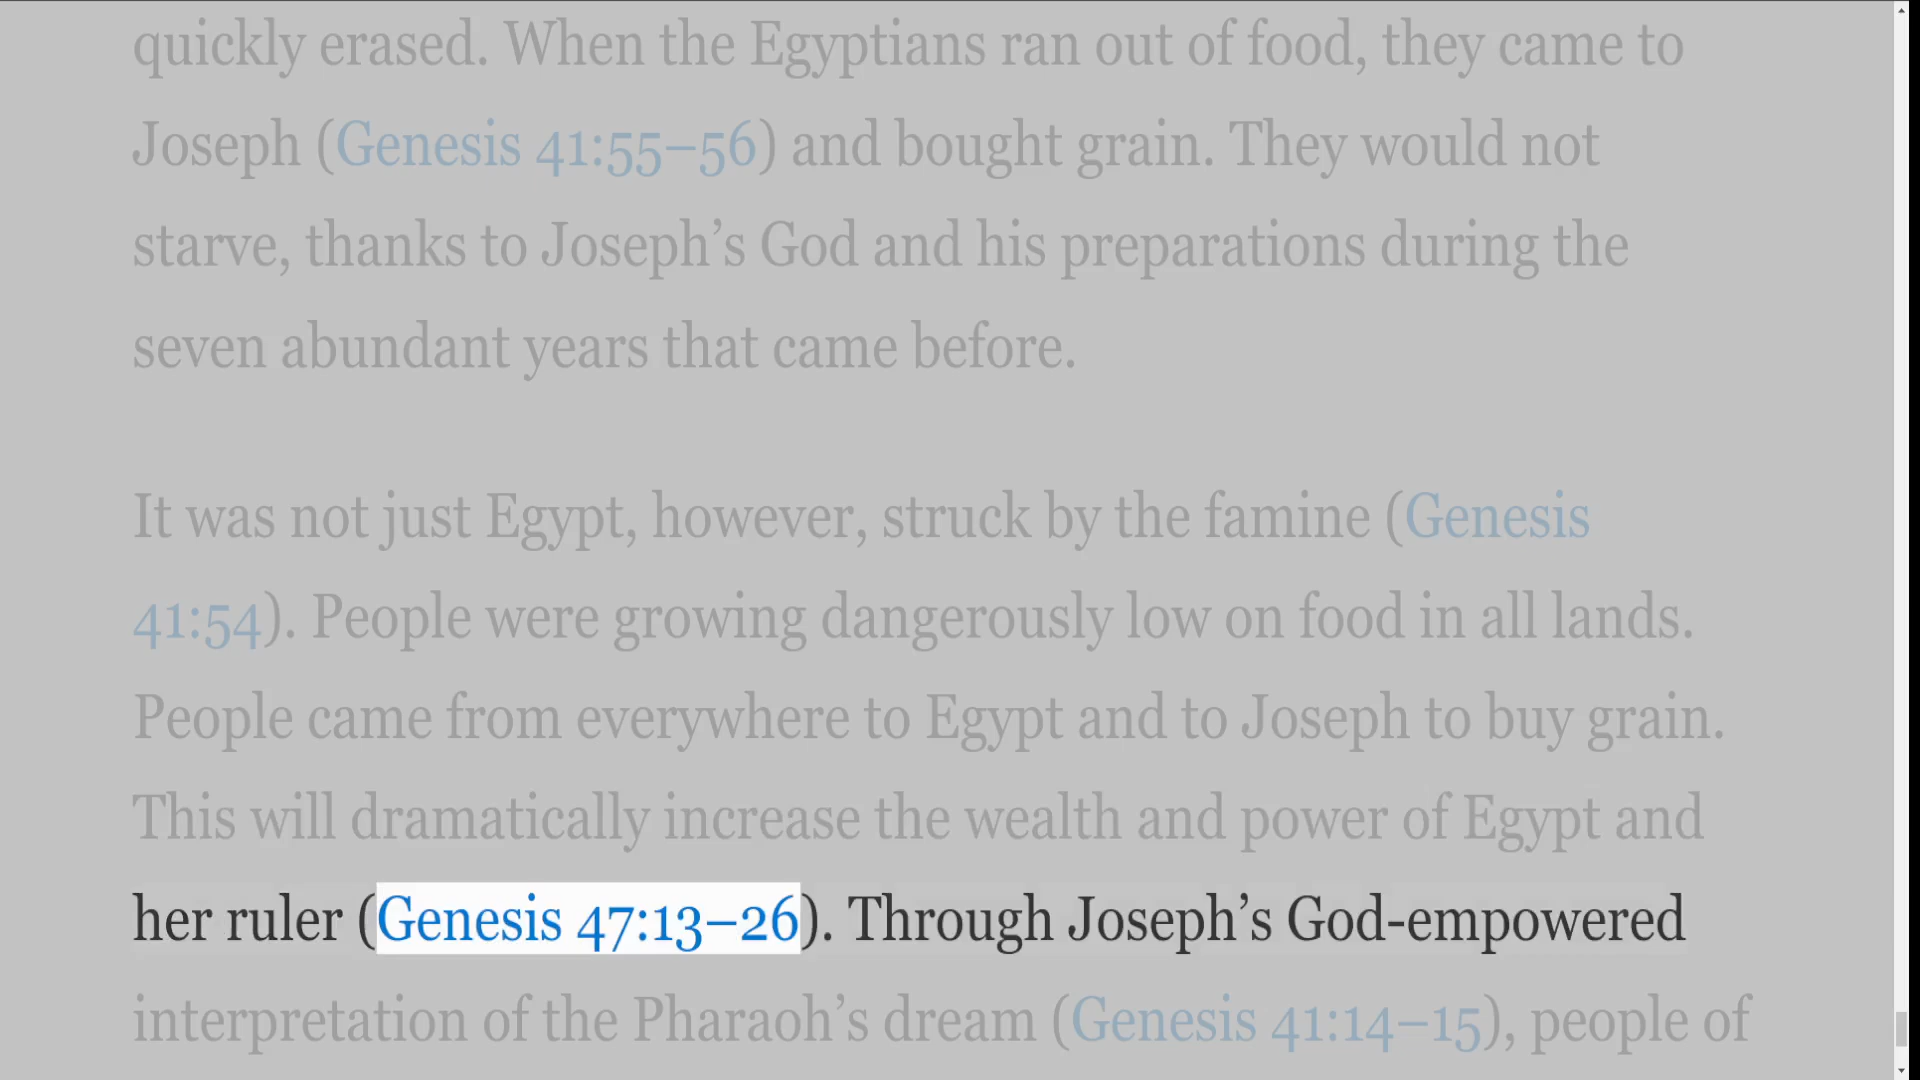 quickly erased. When the Egyptians ran out of food, they came to
Joseph (Genesis 41:55–56) and bought grain. They would not
starve, thanks to Joseph’s God and his preparations during the
seven abundant years that came before.
It was not just Egypt, however, struck by the famine (Genesis
41:54). People were growing dangerously low on food in all lands.
People came from everywhere to Egypt and to Joseph to buy grain.
This will dramatically increase the wealth and power of Egypt and
her ruler (Genesis 47:13–26). Through Joseph’s God-empowered
interpretation of the Pharaoh’s dream (Genesis 41:14–15), people of